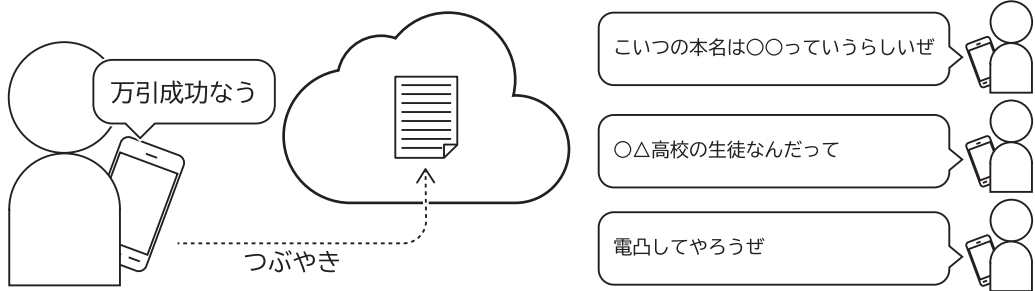 万引成功なう
つぶやき
こいつの本名は○○っていうらしいぜ
○△高校の生徒なんだって
電凸してやろうぜ